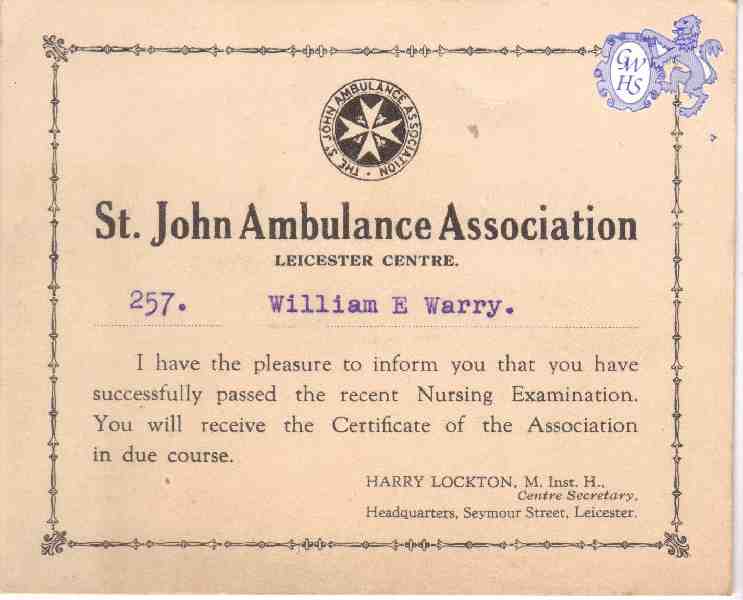 GW
HS
THE ST JOHN AMBULANCE ASSOCIATION
St. John Ambulance Association
LEICESTER CENTRE.
257. William E Warry.
I have the pleasure to inform you that you have
successfully passed the recent Nursing Examination.
You will receive the Certificate of the Association
in due course.
HARRY LOCKTON, M. Inst. H.,
Centre Secretary,
Headquarters, Seymour Street, Leicester.